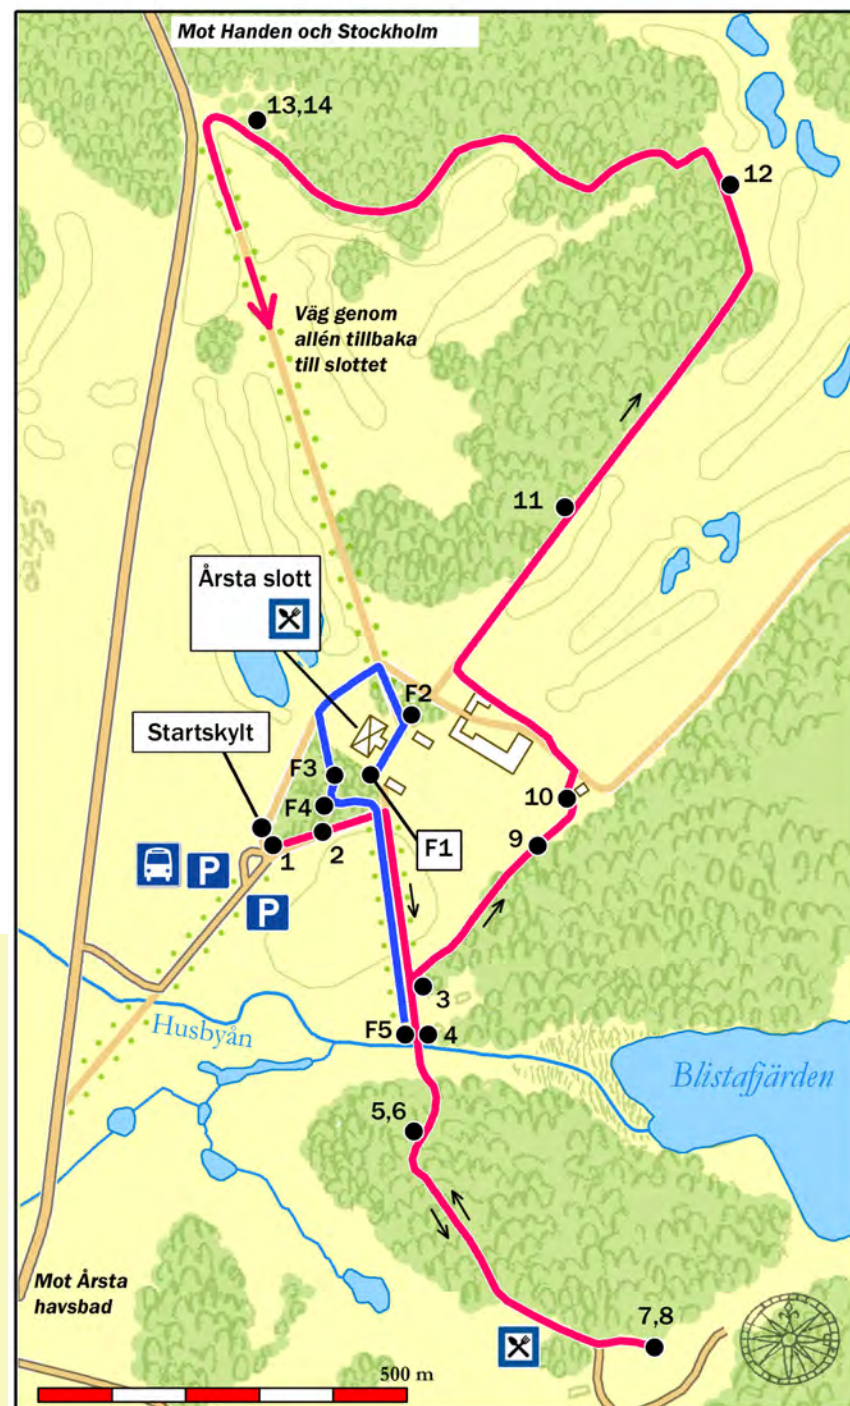 Mot Handen och Stockholm
13,14
12
Väg genom
allén tillbaka
till slottet
11
Årsta slott
F2
Startskylt
F3
10
F4
F1
9
1
2
P
P
3
Husbyån
F5
4
Blistafjärden
5,6
Mot Årsta
havsbad
7,8
500 m